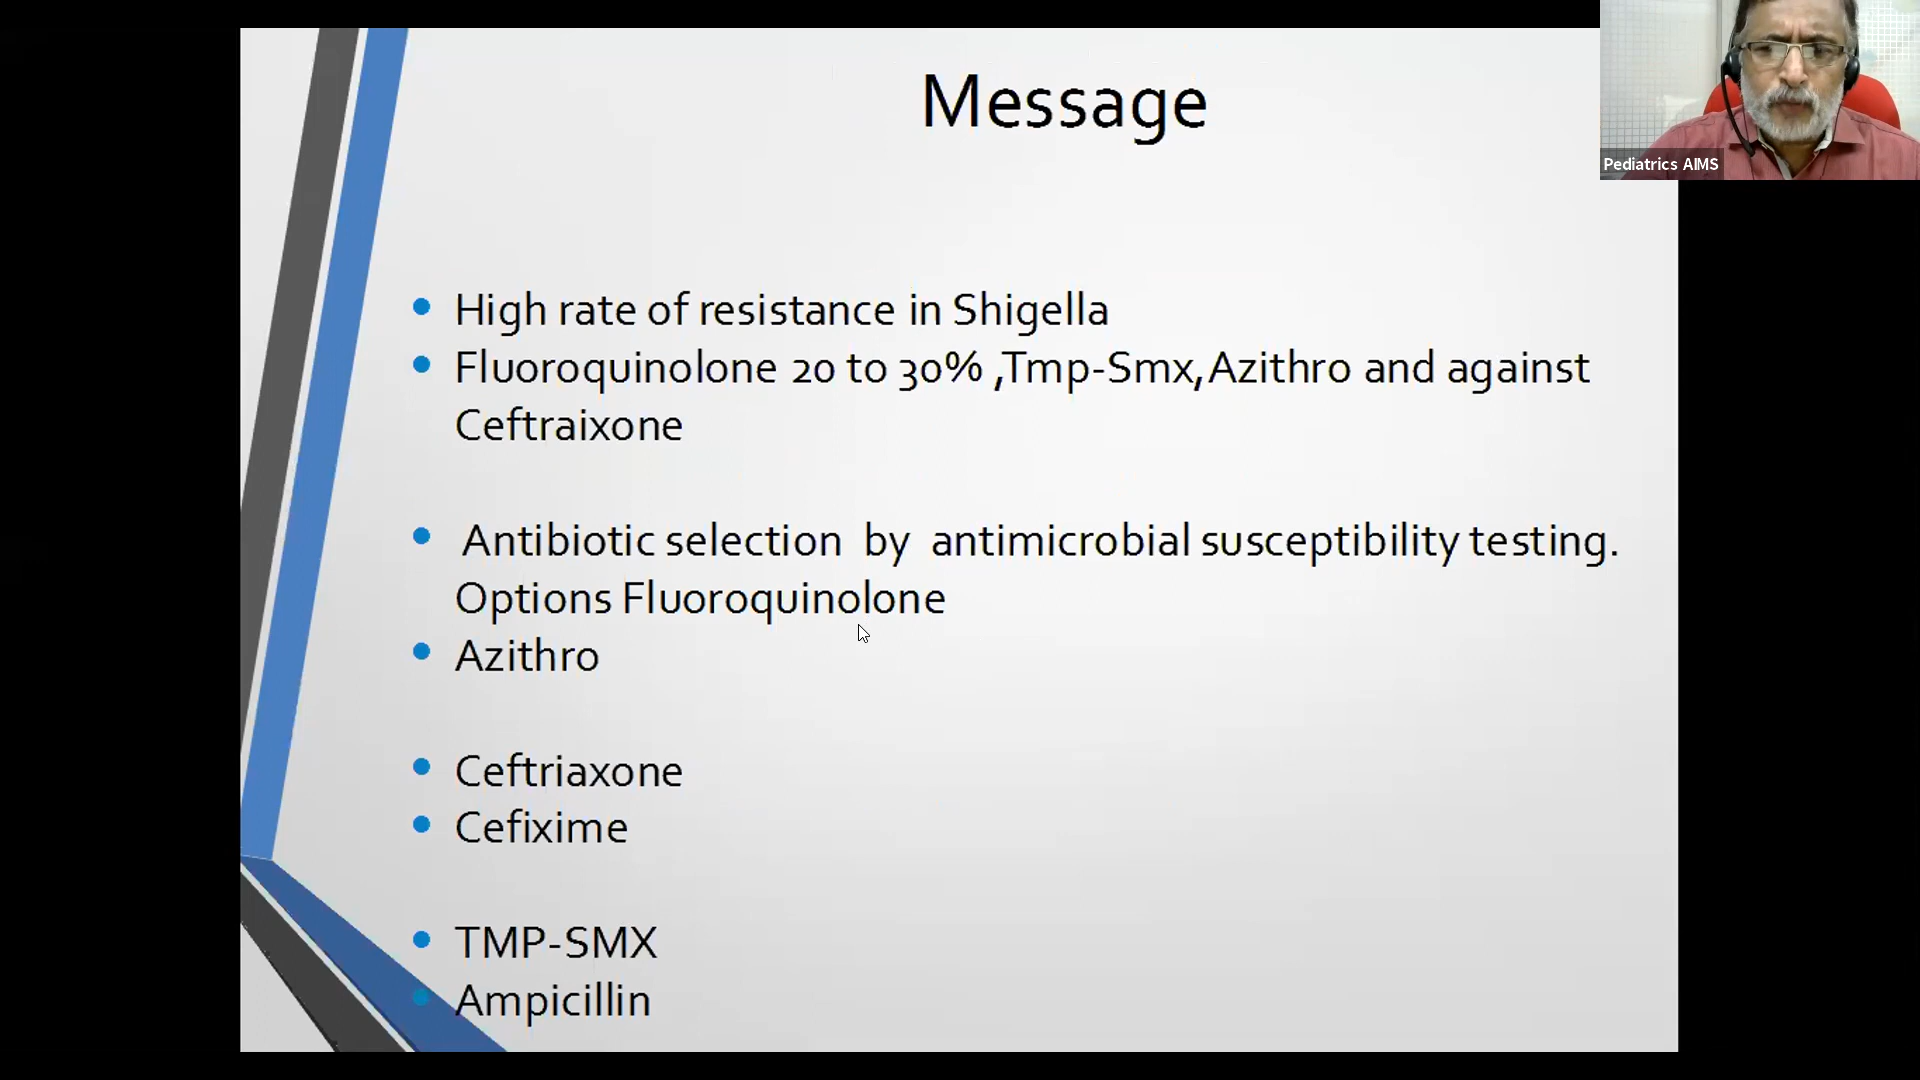 Message
Pediatrics AIMS
High rate of resistance in Shigella
Fluoroquinolone 20 to 30% ,Tmp-Smx,Azithro and against
Ceftraixone
Antibiotic selection by antimicrobial susceptibility testing.
Options Fluoroquinolone
Azithro
Ceftriaxone
Cefixime
TMP-SMX
Ampicillin